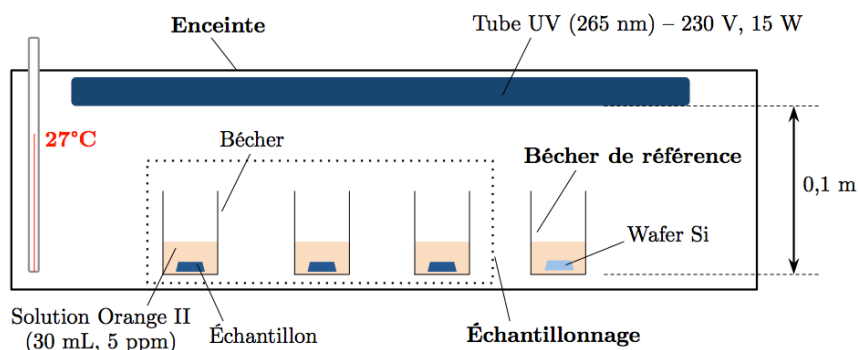 Enceinte
Tube UV (265 nm) – 230 V, 15 W
27°C
Bécher
Bécher de référence
0,1 m
Wafer Si
Solution Orange II
(30 mL, 5 ppm)
Échantillon
Échantillonnage